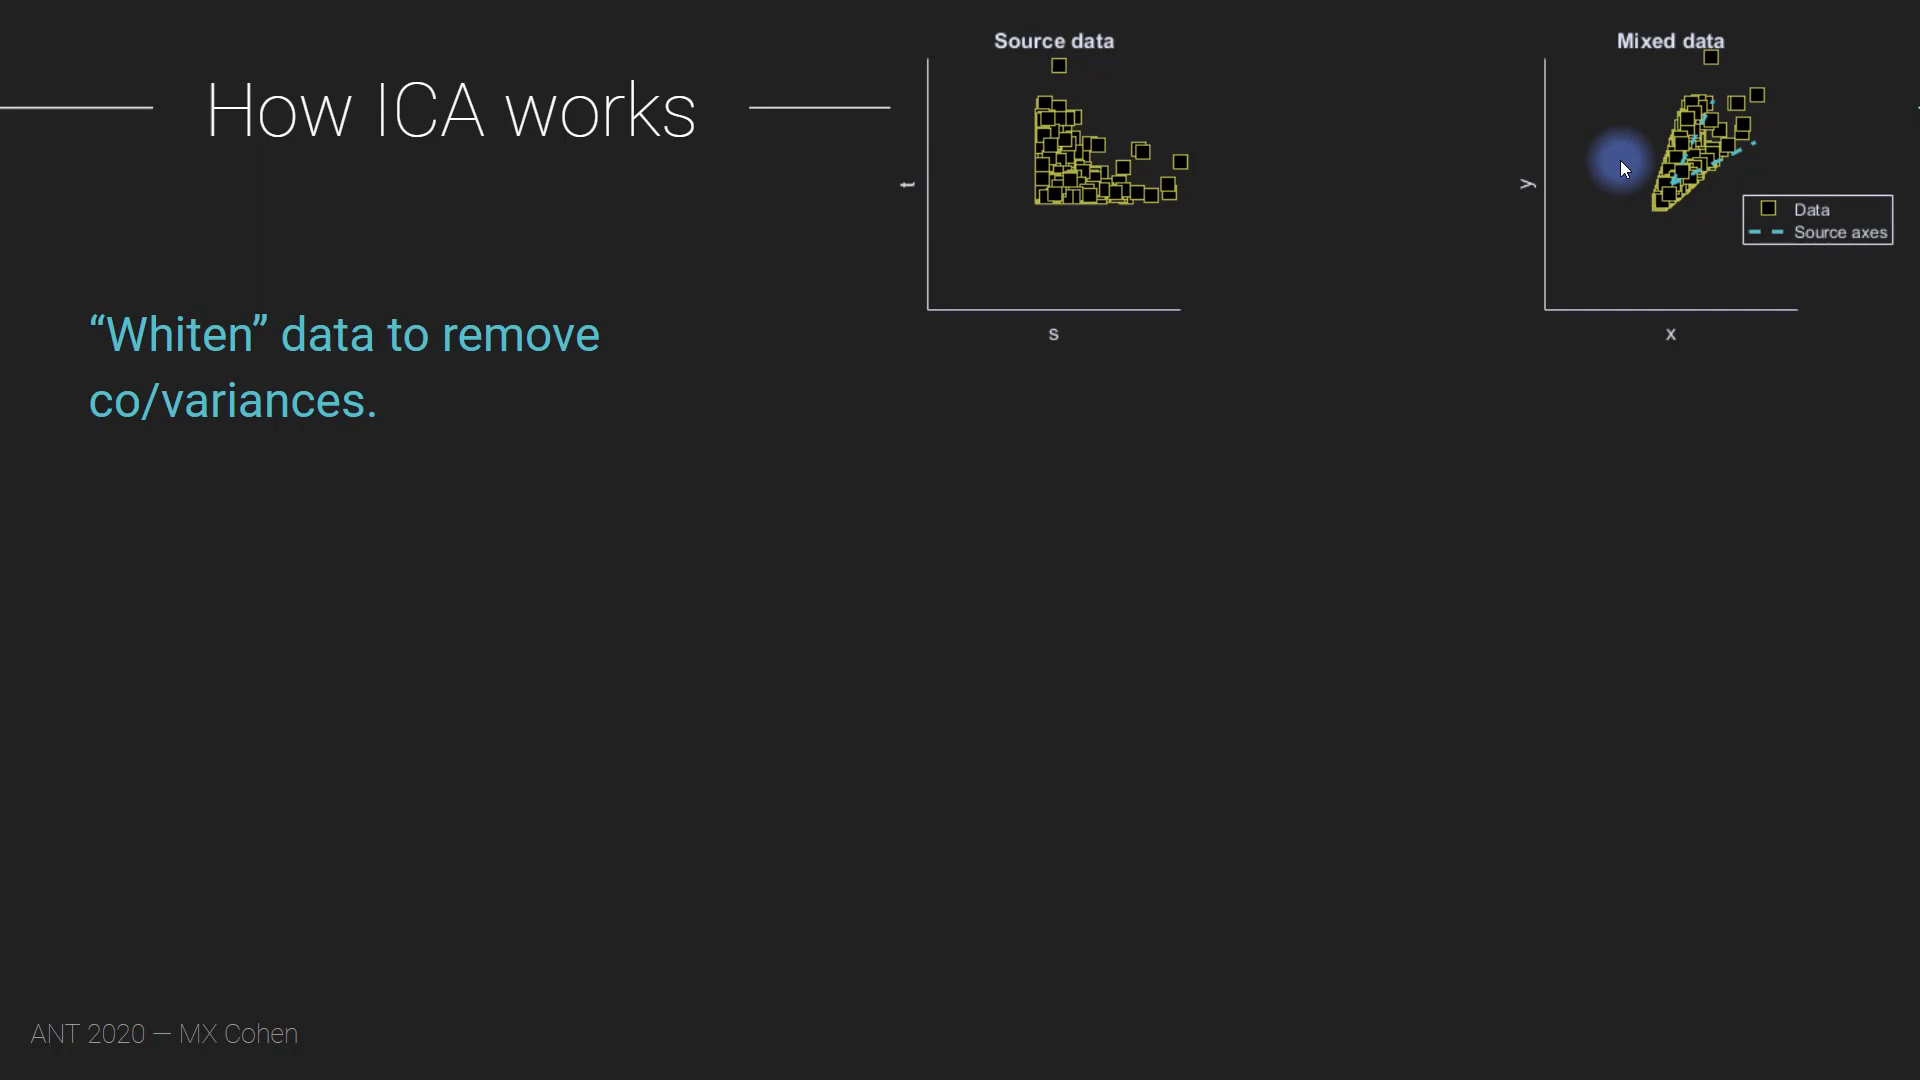 How ICA works
“Whiten” data to remove
co/variances.
Source data
t
s
Mixed data
y
x
Data
Source axes
ANT 2020 — MX Cohen